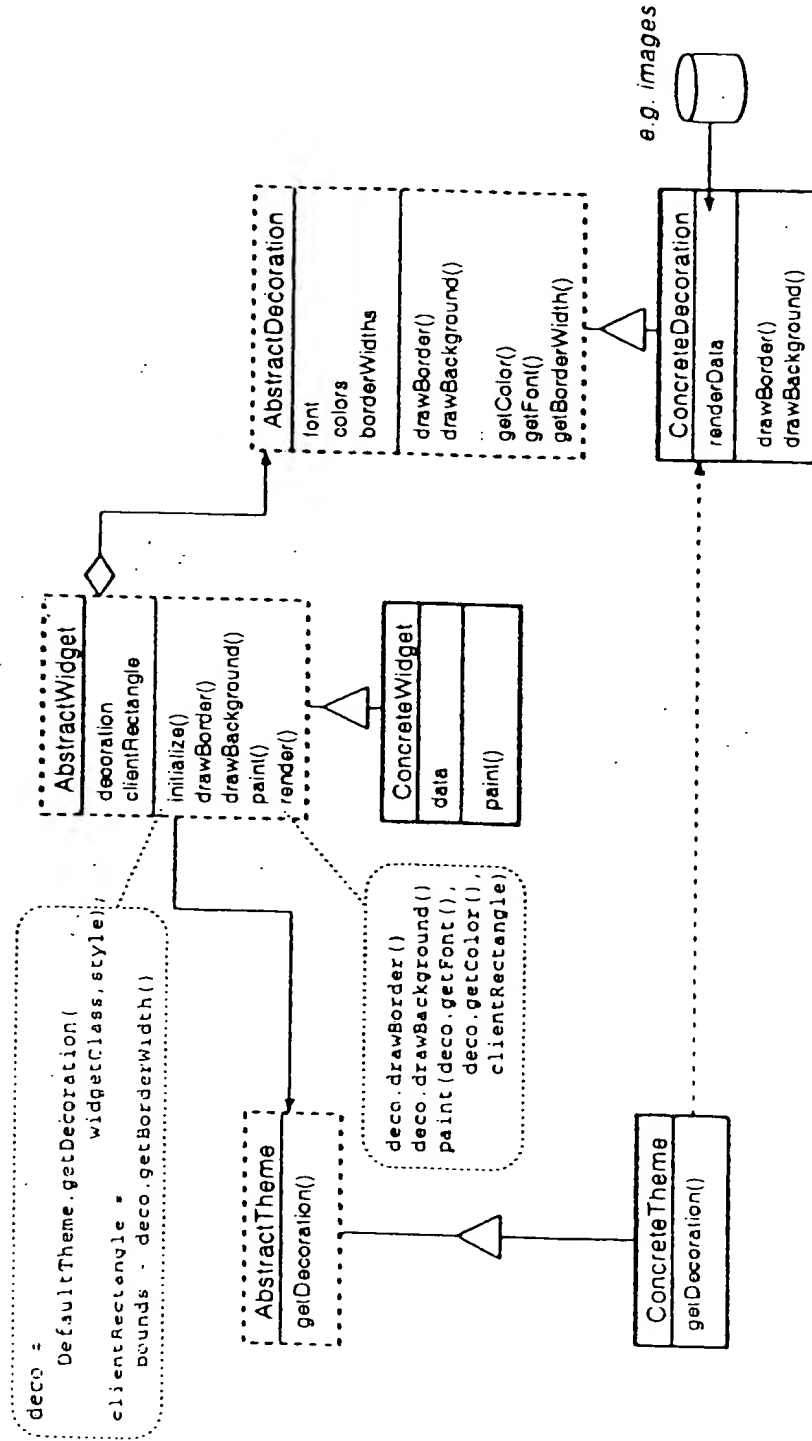 deco =
DefaultTheme.getDecoration(
widgetClass, style),
clientRectangle =
bounds - deco.getBorderWidth()
AbstractWidget
decoration
clientRectangle
initialize()
drawBorder()
drawBackground()
paint()
render()
AbstractDecoration
font
colors
borderWidths
drawBorder()
drawBackground()
getColor()
getFont()
getBorderWidth()
AbstractTheme
getDecoration()
deco.drawBorder()
deco.drawBackground()
paint(deco.getFont(),
deco.getColor(),
clientRectangle)
ConcreteWidget
data
paint()
e.g. images
ConcreteTheme
getDecoration()
ConcreteDecoration
renderData
drawBorder()
drawBackground()